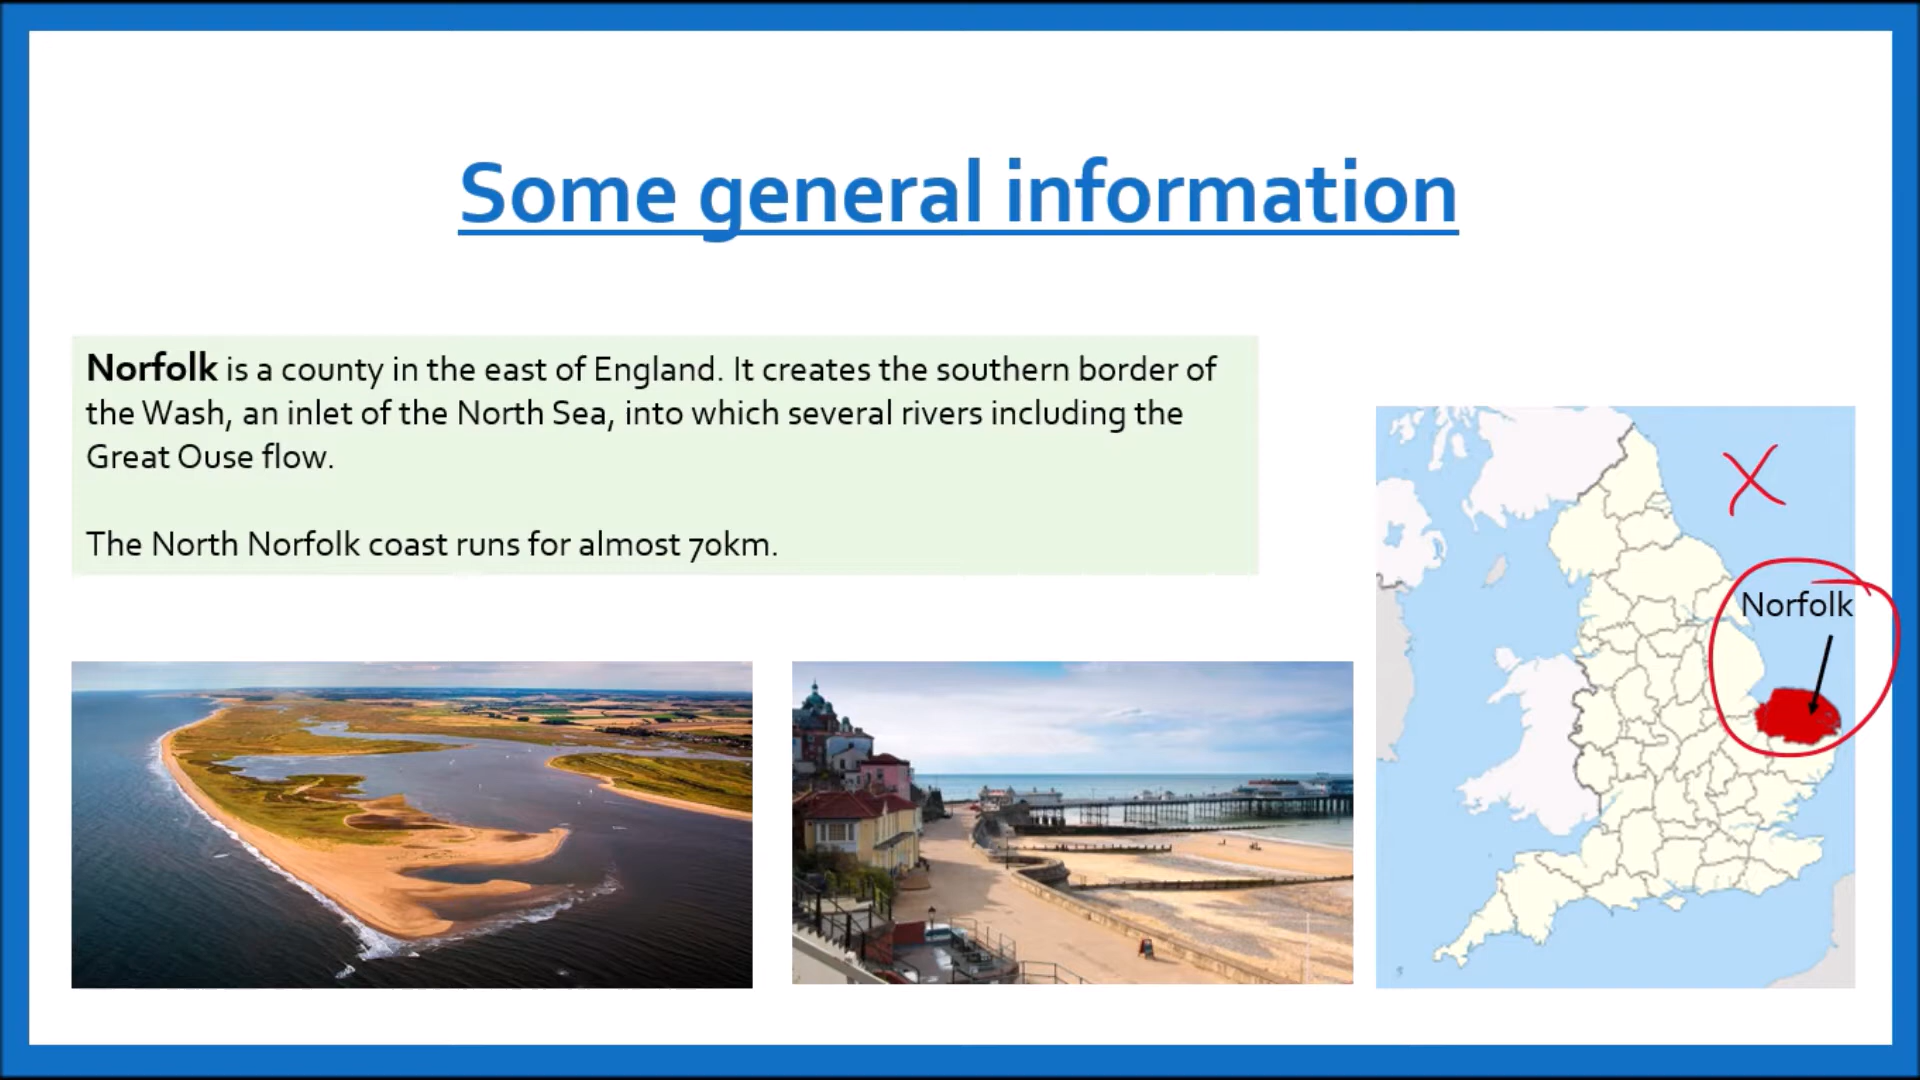 Some general information
Norfolk is a county in the east of England. It creates the southern border of
the Wash, an inlet of the North Sea, into which several rivers including the
Great Ouse flow.
The North Norfolk coast runs for almost 70km.
X
Norfolk